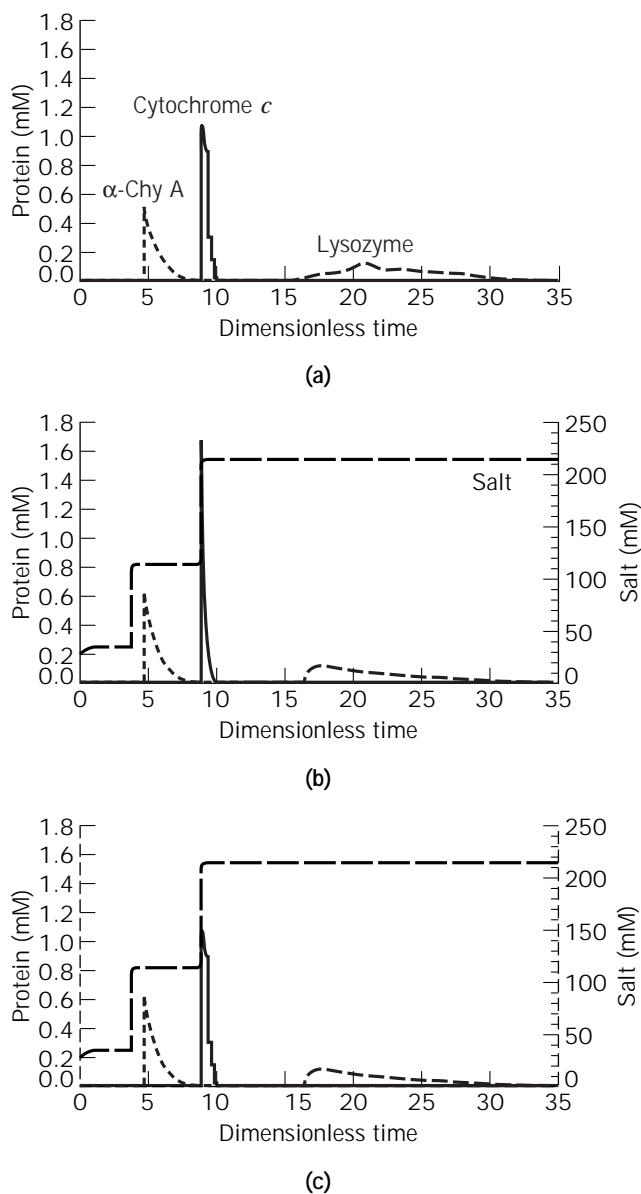 1.8
1.6
1.4
1.2
1.0
0.8
0.6
0.4
0.2
0.0
Protein (mM)
Cytochrome c
α-Chy A
Lysozyme
0 5 10 15 20 25 30 35
Dimensionless time
(a)
1.8
1.6
1.4
1.2
1.0
0.8
0.6
0.4
0.2
0.0
Protein (mM)
Salt
250
200
150
100
50
0
Salt (mM)
0 5 10 15 20 25 30 35
Dimensionless time
(b)
1.8
1.6
1.4
1.2
1.0
0.8
0.6
0.4
0.2
0.0
Protein (mM)
250
200
150
100
50
0
Salt (mM)
0 5 10 15 20 25 30 35
Dimensionless time
(c)